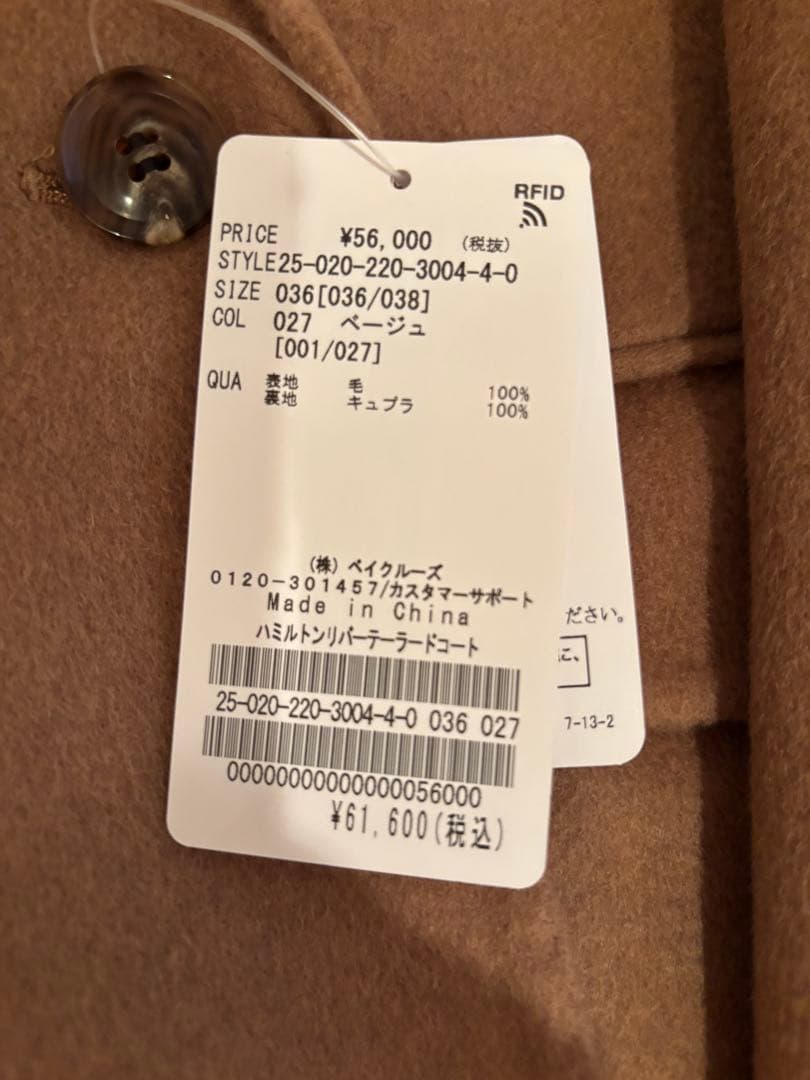 RFID
PRICE ¥56,000 (税抜)
STYLE25-020-220-3004-4-0
SIZE 036[036/038]
COL 027 ベージュ
[001/027]
QUA 表地 毛 100%
裏地 キュプラ 100%
(株) ベイクルーズ
0120-301457/カスタマーサポート
Made in China
ハミルトンリバーテーラードコート
25-020-220-3004-4-0 036 027
00000000000000056000
¥61,600(税込)
ださい。
に、
7-13-2